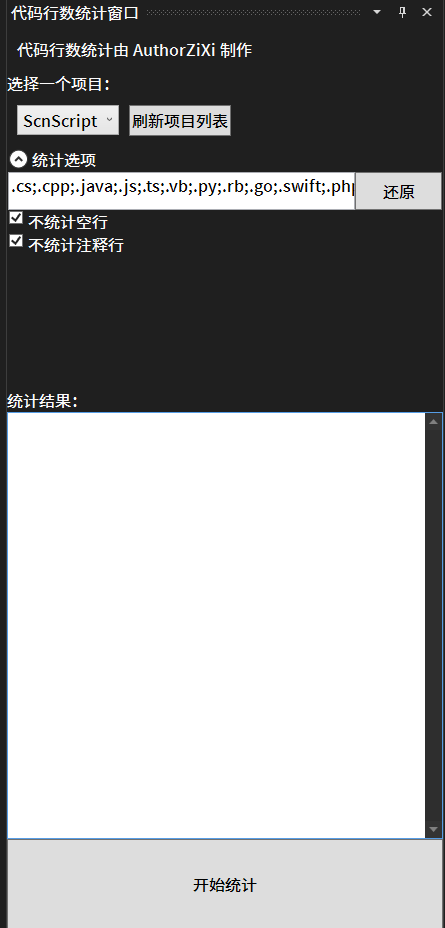 代码行数统计窗口
代码行数统计由 AuthorZiXi 制作
选择一个项目：
ScnScript 刷新项目列表
统计选项
.cs;.cpp;.java;.js;.ts;.vb;.py;.rb;.go;.swift;.php 还原
不统计空行
不统计注释行
统计结果：
开始统计